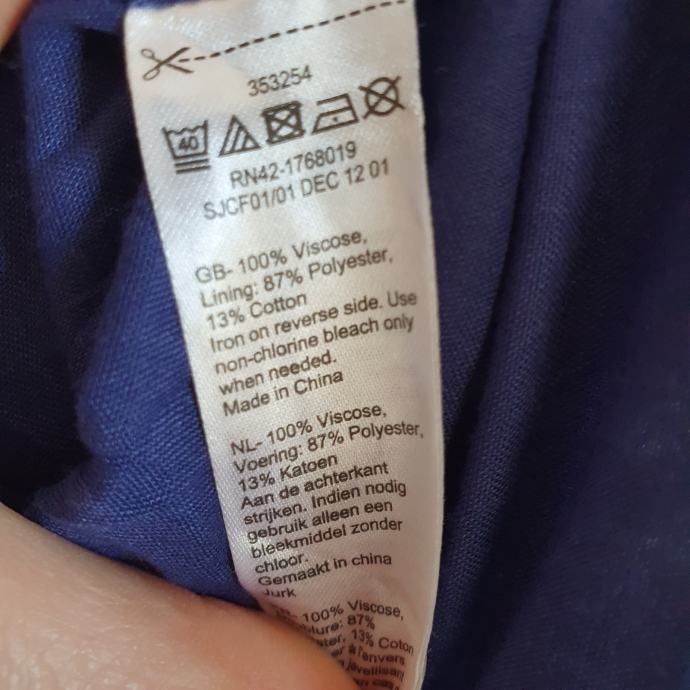 353254
40
RN42-1768019
SJCF01/01 DEC 12 01
GB- 100% Viscose,
Lining: 87% Polyester,
13% Cotton
Iron on reverse side. Use
non-chlorine bleach only
when needed.
Made in China
NL- 100% Viscose,
Voering: 87% Polyester,
13% Katoen
Aan de achterkant
strijken. Indien nodig
gebruik alleen een
bleekmiddel zonder
chloor.
Gemaakt in china
Jurk
100% Viscose,
87%
13% Coton
à l'envers